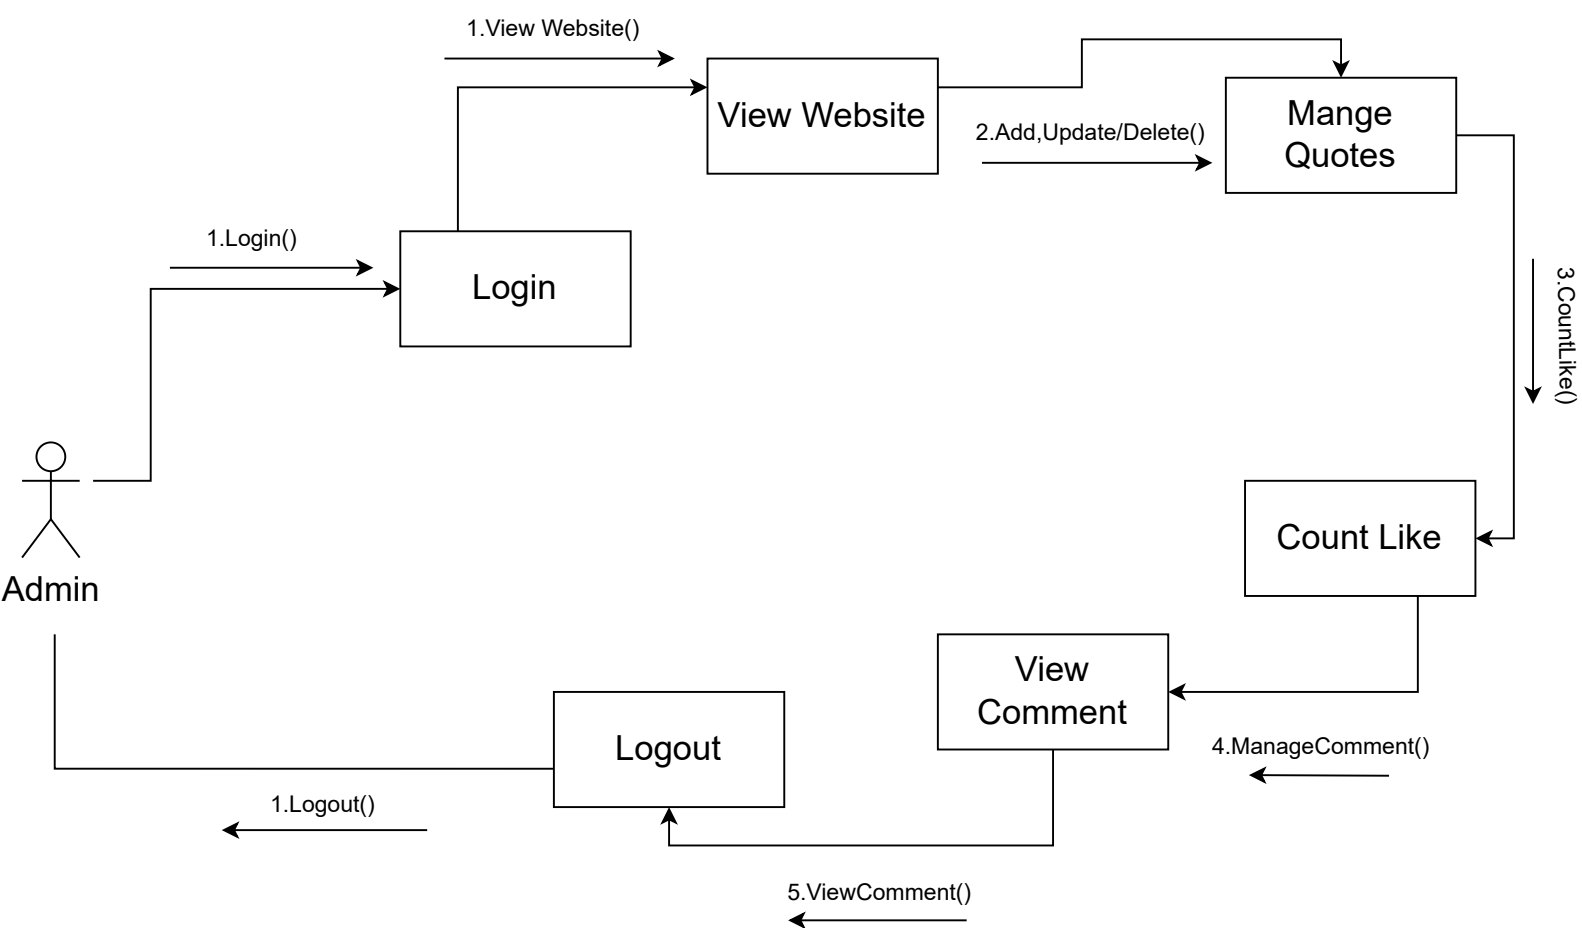 1.View Website()
View Website
Mange
Quotes
2.Add,Update/Delete()
1.Login()
Login
3.CountLike()
Count Like
Admin
View
Comment
4.ManageComment()
Logout
1.Logout()
5.ViewComment()